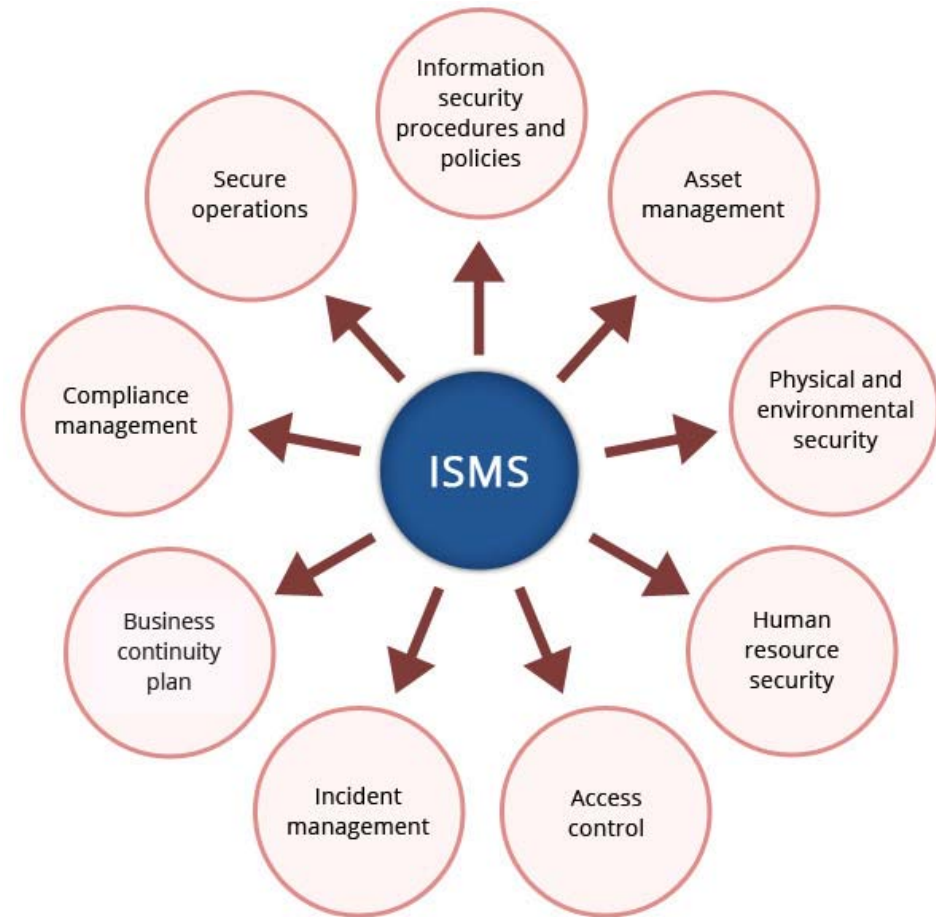 Information
security
procedures and
policies
Asset
management
Physical and
environmental
security
Human
resource
security
Access
control
Incident
management
Business
continuity
plan
Compliance
management
Secure
operations
ISMS